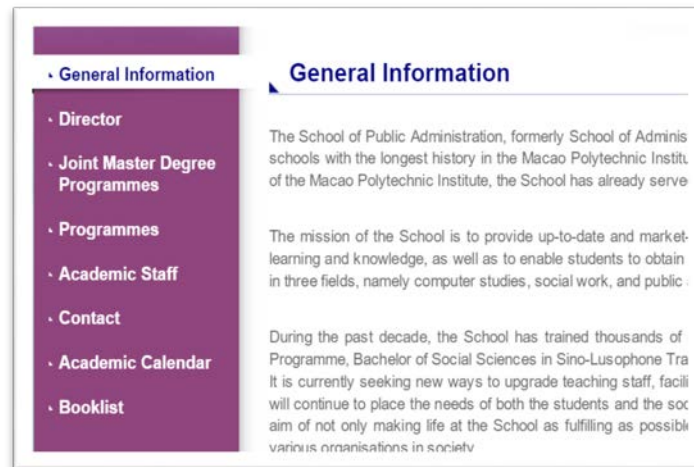 General Information
Director
Joint Master Degree
Programmes
Programmes
Academic Staff
Contact
Academic Calendar
Booklist
General Information
The School of Public Administration, formerly School of Adminis
schools with the longest history in the Macao Polytechnic Institu
of the Macao Polytechnic Institute, the School has already serve
The mission of the School is to provide up-to-date and market-
learning and knowledge, as well as to enable students to obtain
in three fields, namely computer studies, social work, and public
During the past decade, the School has trained thousands of
Programme, Bachelor of Social Sciences in Sino-Lusophone Tra
It is currently seeking new ways to upgrade teaching staff, facili
will continue to place the needs of both the students and the soc
aim of not only making life at the School as fulfilling as possible
various organisations in society